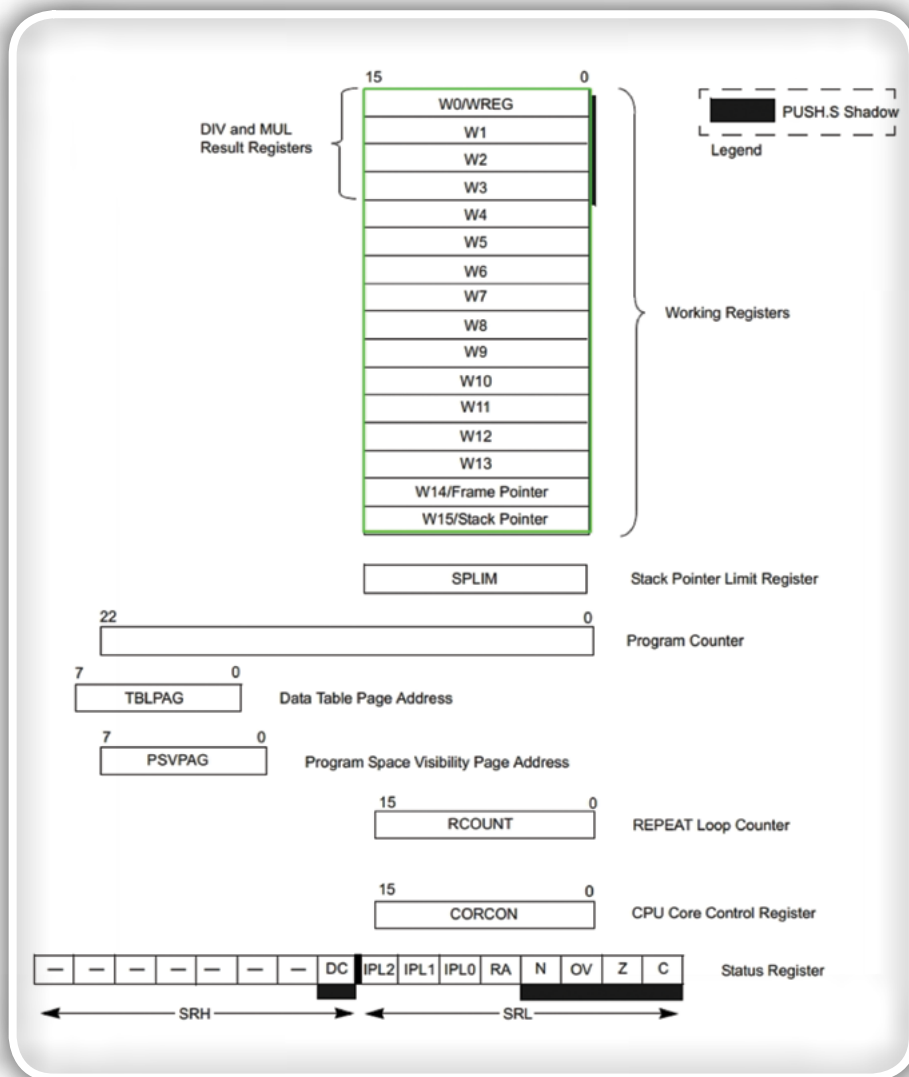 15 0
W0/WREG
DIV and MUL
Result Registers
PUSH.S Shadow
Legend
W1
W2
W3
W4
W5
W6
W7
W8
W9
W10
W11
W12
W13
W14/Frame Pointer
W15/Stack Pointer
Working Registers
SPLIM Stack Pointer Limit Register
22 0
Program Counter
7 0
TBLPAG Data Table Page Address
7 0
PSVPAG Program Space Visibility Page Address
15 0
RCOUNT REPEAT Loop Counter
15 0
CORCON CPU Core Control Register
— — — — — — — DC IPL2 IPL1 IPL0 RA N OV Z C Status Register
SRH SRL